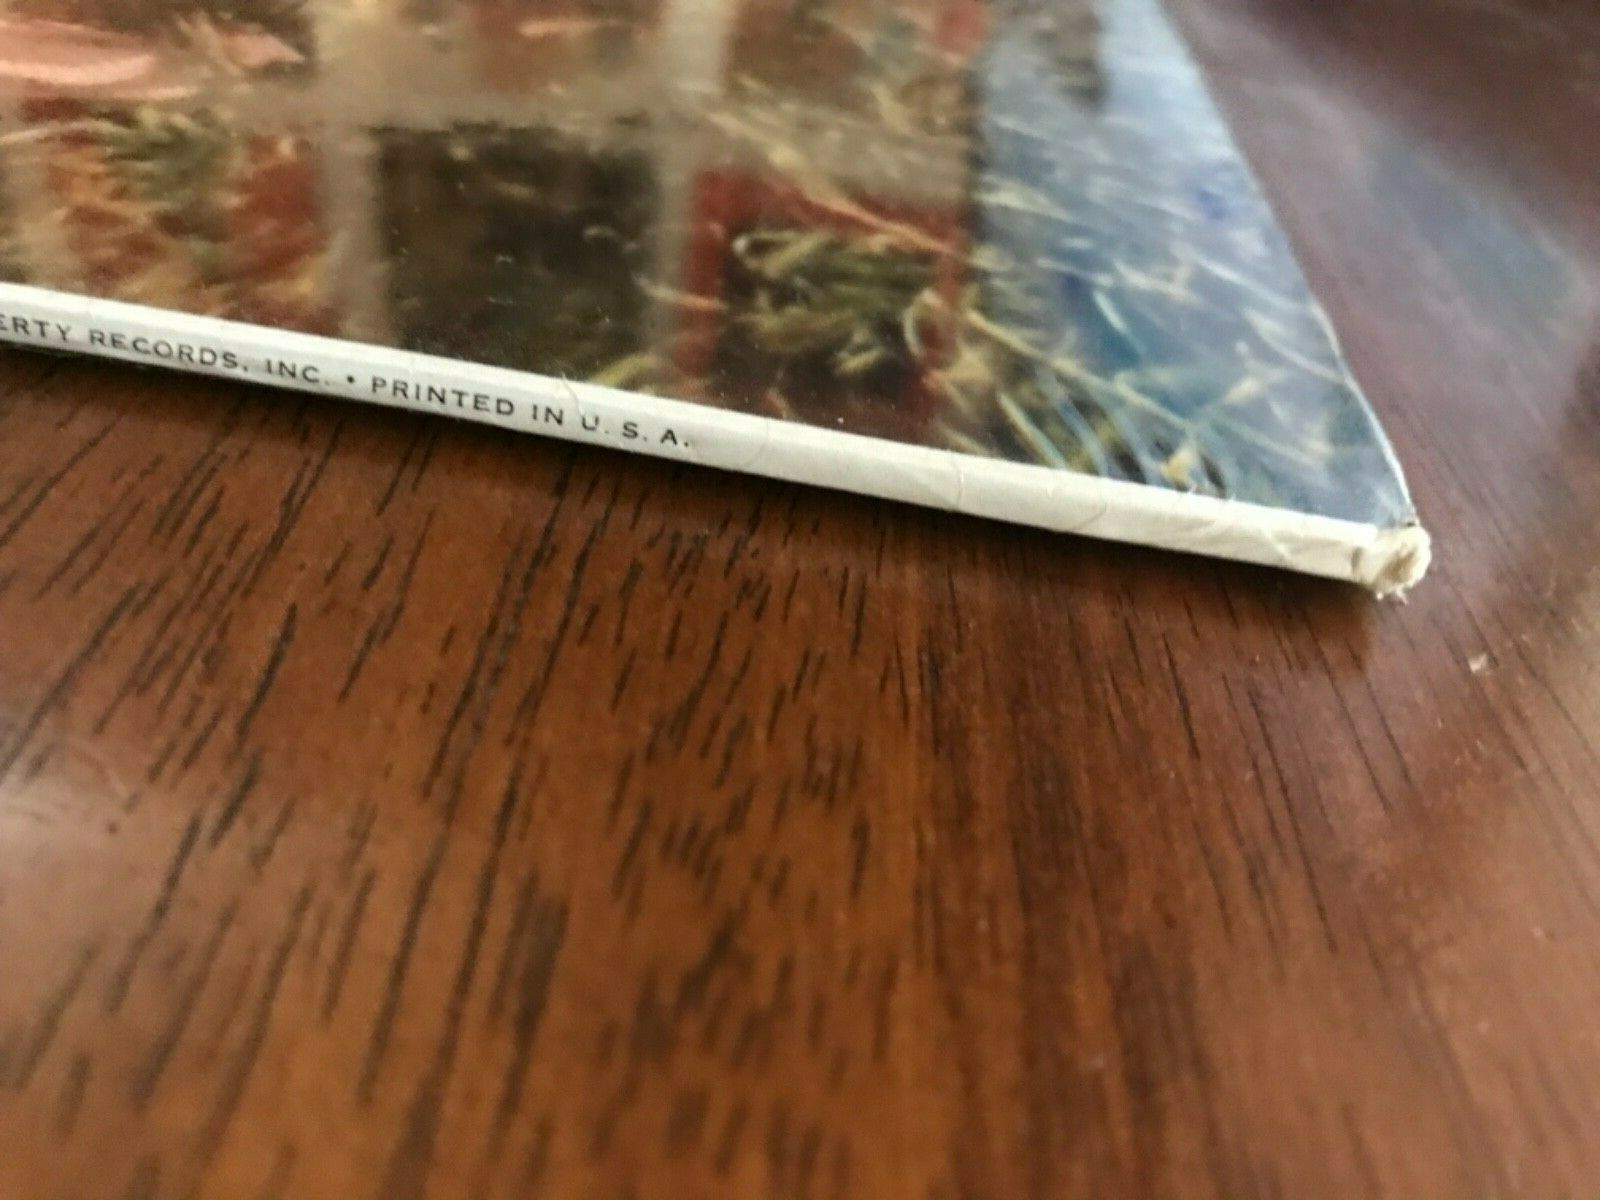 ERTY RECORDS, INC. • PRINTED IN U. S. A.